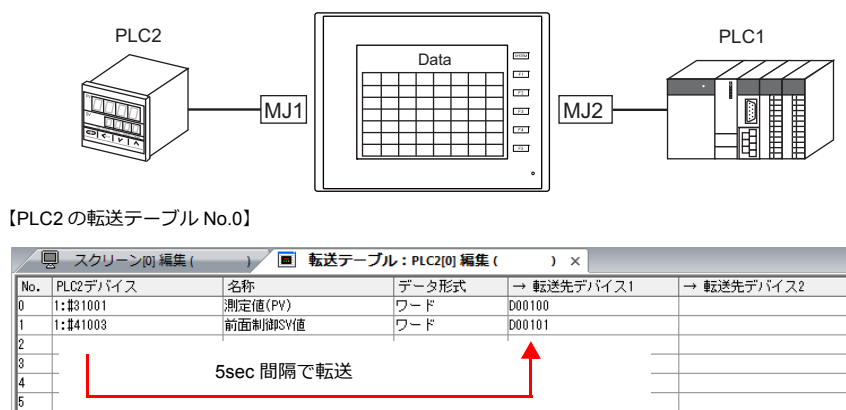 PLC2
PLC1
Data
MJ1
MJ2
【PLC2 の転送テーブル No.0】
スクリーン[0] 編集 ( )
転送テーブル：PLC2[0] 編集 ( ) ×
No. PLC2デバイス 名称 データ形式 → 転送先デバイス1 → 転送先デバイス2
0 1:#31001 測定値(PV) ワード D00100
1 1:#41003 前面制御SV値 ワード D00101
2
3
4
5
5sec 間隔で転送